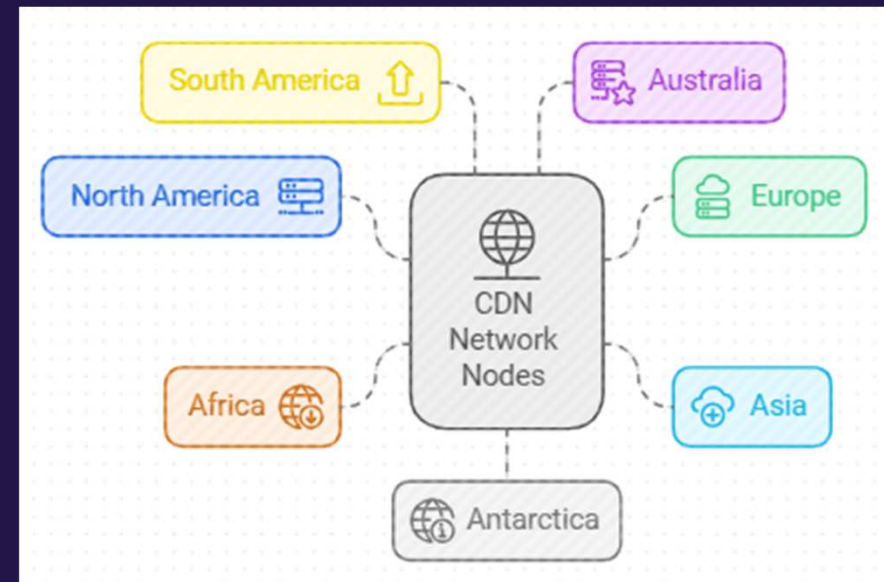 South America
Australia
North America
Europe
CDN
Network
Nodes
Africa
Asia
Antarctica